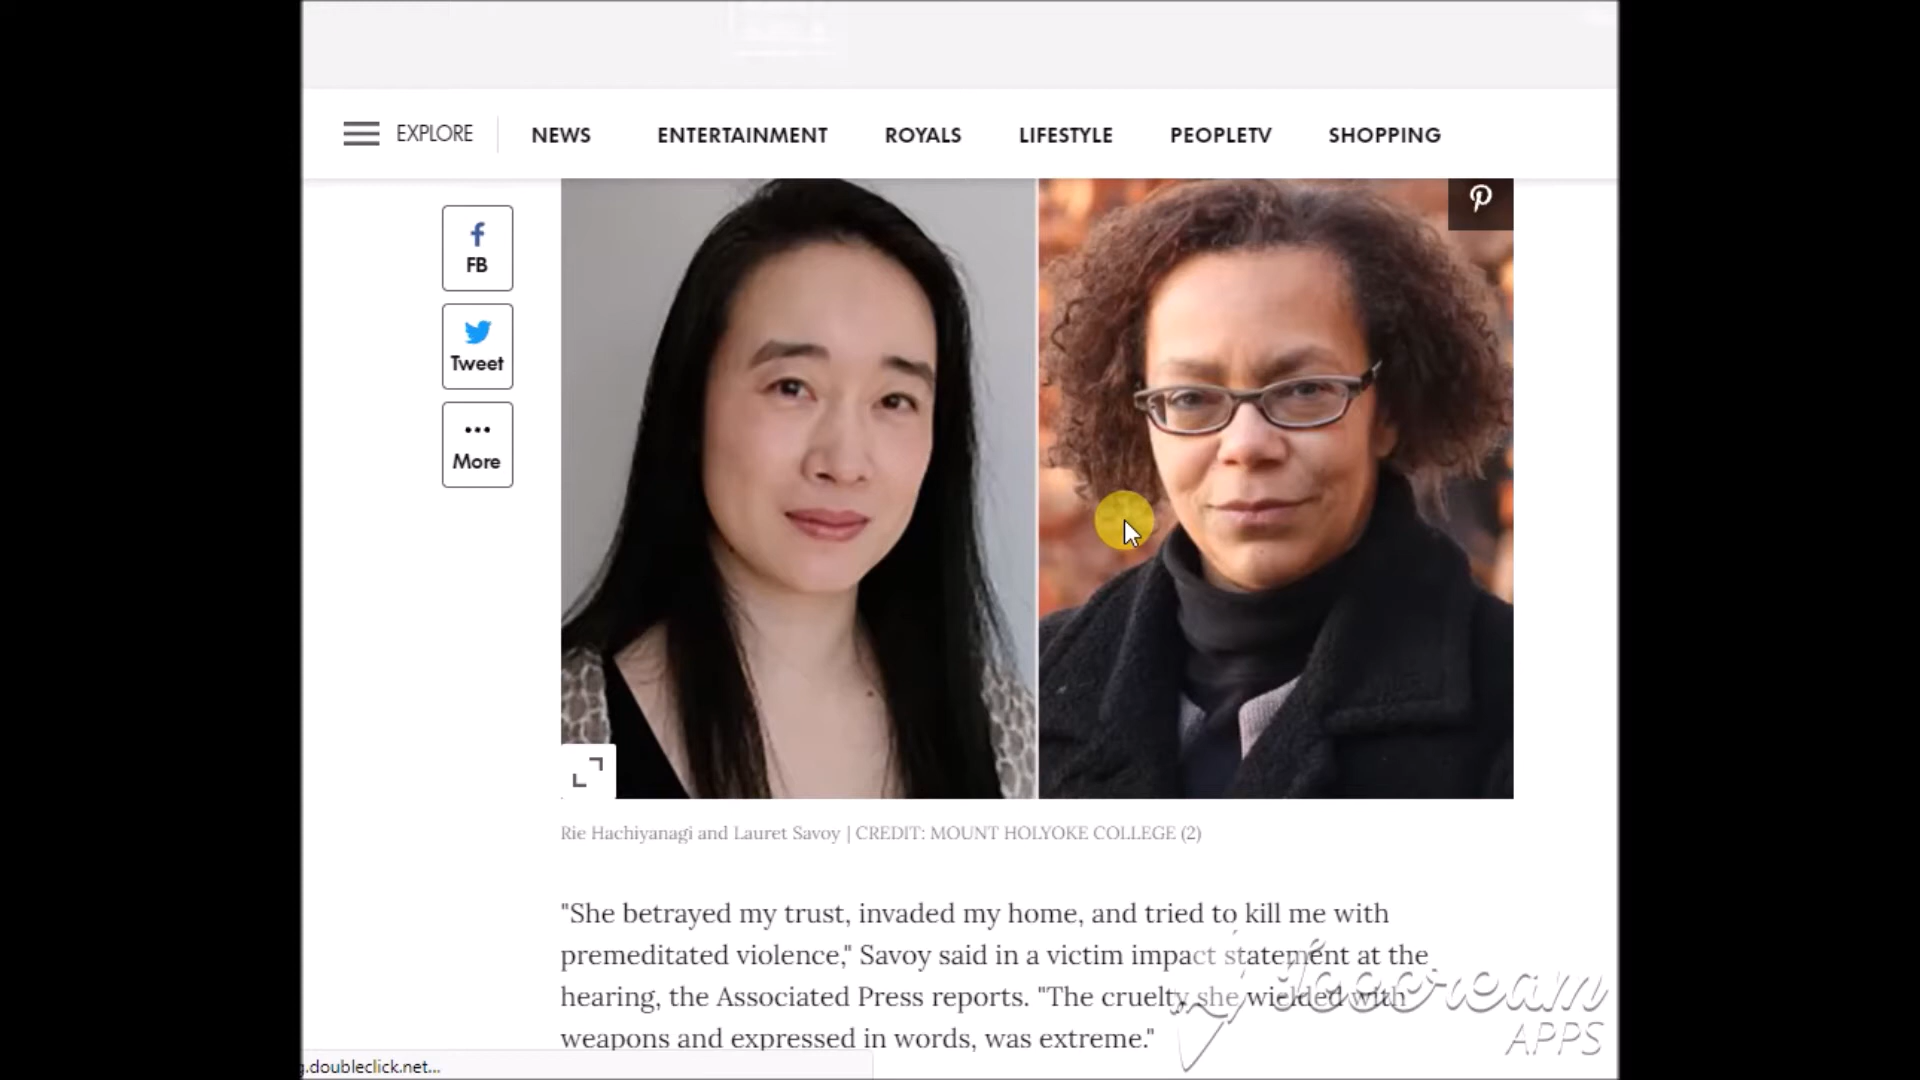 EXPLORE
NEWS
ENTERTAINMENT
ROYALS
LIFESTYLE
PEOPLETV
SHOPPING
FB
Tweet
More
Rie Hachiyanagi and Lauret Savoy | CREDIT: MOUNT HOLYOKE COLLEGE (2)
"She betrayed my trust, invaded my home, and tried to kill me with
premeditated violence," Savoy said in a victim impact statement at the
hearing, the Associated Press reports. "The cruelty she wielded with
weapons and expressed in words, was extreme."
Icecream
APPS
.doubleclick.net...